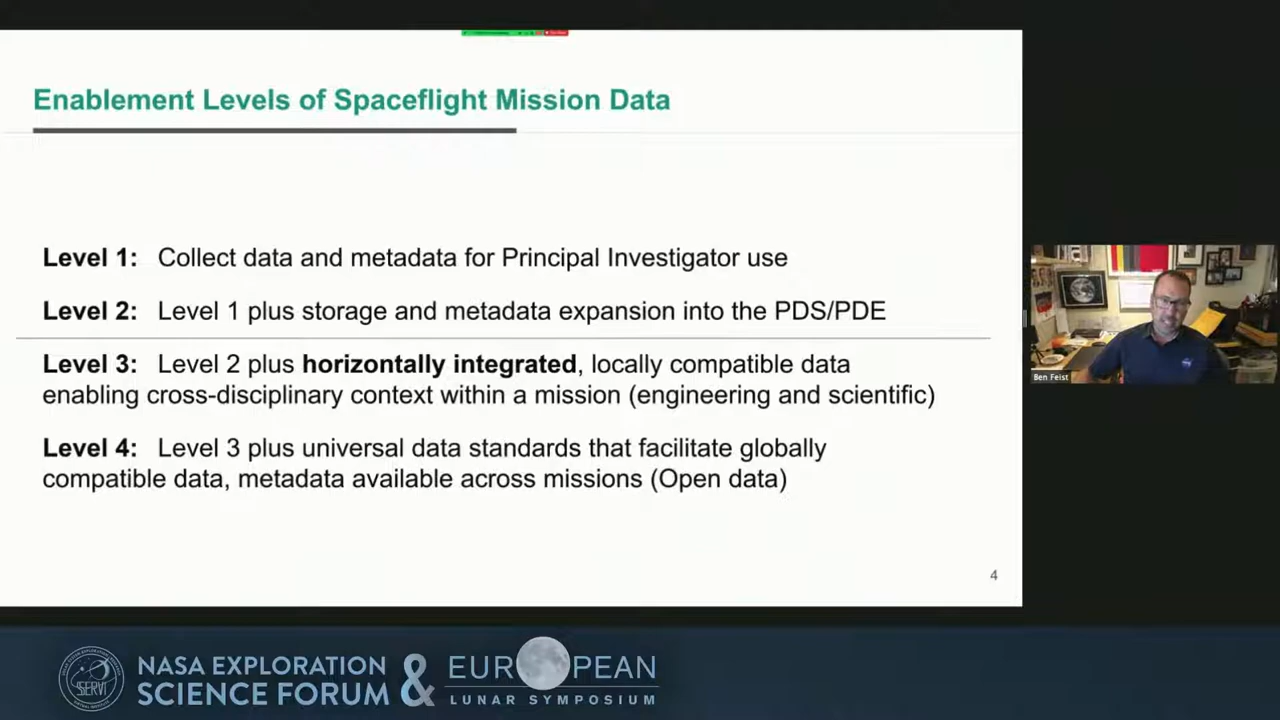 Enablement Levels of Spaceflight Mission Data
Level 1: Collect data and metadata for Principal Investigator use
Level 2: Level 1 plus storage and metadata expansion into the PDS/PDE
Level 3: Level 2 plus horizontally integrated, locally compatible data
enabling cross-disciplinary context within a mission (engineering and scientific)
Level 4: Level 3 plus universal data standards that facilitate globally
compatible data, metadata available across missions (Open data)
4
Ben Feist
SSERVI
NASA EXPLORATION
SCIENCE FORUM
&
EUROPEAN
LUNAR SYMPOSIUM